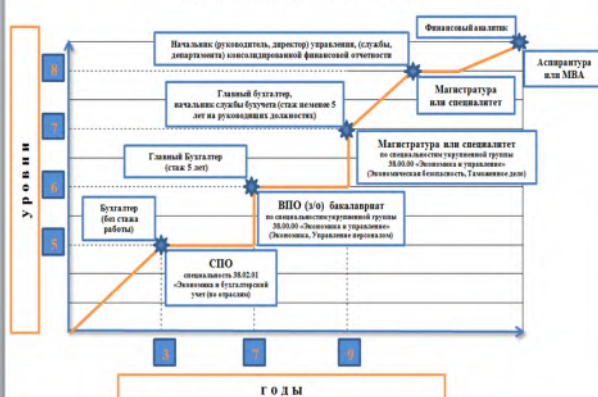 Финансовый аналитик
Начальник (руководитель, директор) управления, (службы,
департамента) консолидированной финансовой отчетности
Аспирантура
или МВА
8
Магистратура
или специалитет
Главный бухгалтер,
начальник службы бухучета (стаж не менее 5
лет на руководящих должностях)
7
Магистратура или специалитет
по специальностям укрупненной группы
38.00.00 «Экономика и управление»
(Экономическая безопасность, Таможенное дело)
Главный Бухгалтер
(стаж 5 лет)
6
ВПО (з/о) бакалавриат
по специальностям укрупненной группы
38.00.00 «Экономика и управление»
(Экономика, Управление персоналом)
Бухгалтер
(без стажа
работы)
5
СПО
специальность 38.02.01
«Экономика и бухгалтерский
учет (по отраслям)
УРОВНИ
3
7
9
ГОДЫ